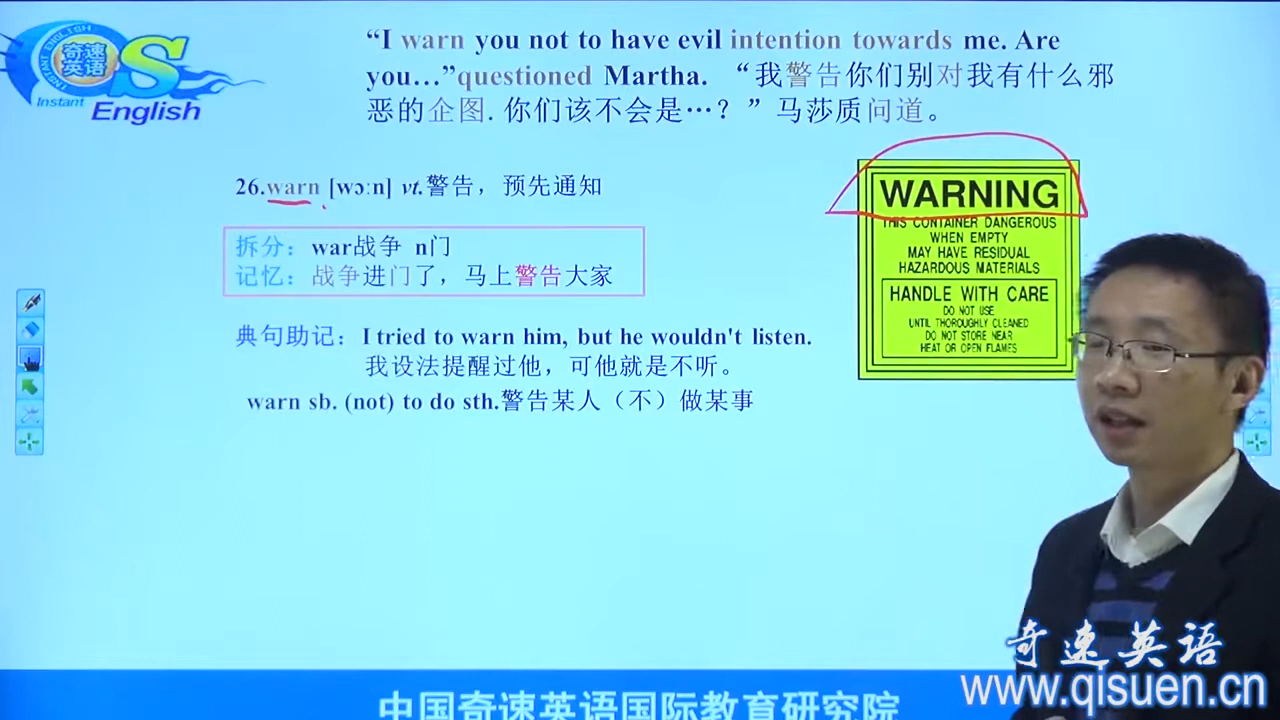 INSTANT ENGLISH
奇速
英语
S
Instant
English
“I warn you not to have evil intention towards me. Are
you…”questioned Martha. “我警告你们别对我有什么邪
恶的企图. 你们该不会是…？”马莎质问道。
26.warn [wɔ:n] vt.警告，预先通知
拆分：war战争 n门
记忆：战争进门了，马上警告大家
典句助记：I tried to warn him, but he wouldn't listen.
我设法提醒过他，可他就是不听。
warn sb. (not) to do sth.警告某人（不）做某事
WARNING
THIS CONTAINER DANGEROUS
WHEN EMPTY
MAY HAVE RESIDUAL
HAZARDOUS MATERIALS
HANDLE WITH CARE
DO NOT USE
UNTIL THOROUGHLY CLEANED
DO NOT STORE NEAR
HEAT OR OPEN FLAMES
奇速英语
www.qisuen.cn
中国奇速英语国际教育研究院